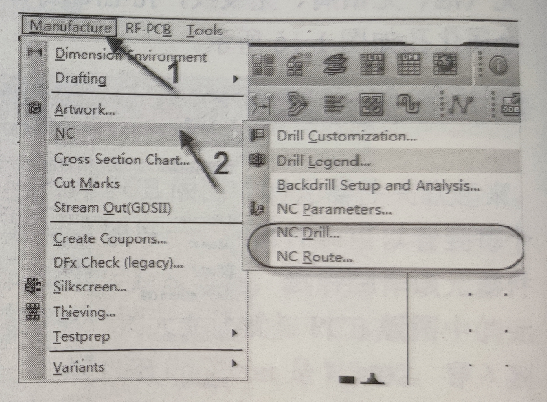 Manufacture RF-PCB Tools
Dimension Environment
Drafting
Artwork...
NC
Cross Section Chart...
Cut Marks
Stream Out(GDSII)
Create Coupons...
DFx Check (legacy)...
Silkscreen...
Thieving...
Testprep
Variants
1
2
Drill Customization...
Drill Legend...
Backdrill Setup and Analysis...
NC Parameters...
NC Drill...
NC Route...